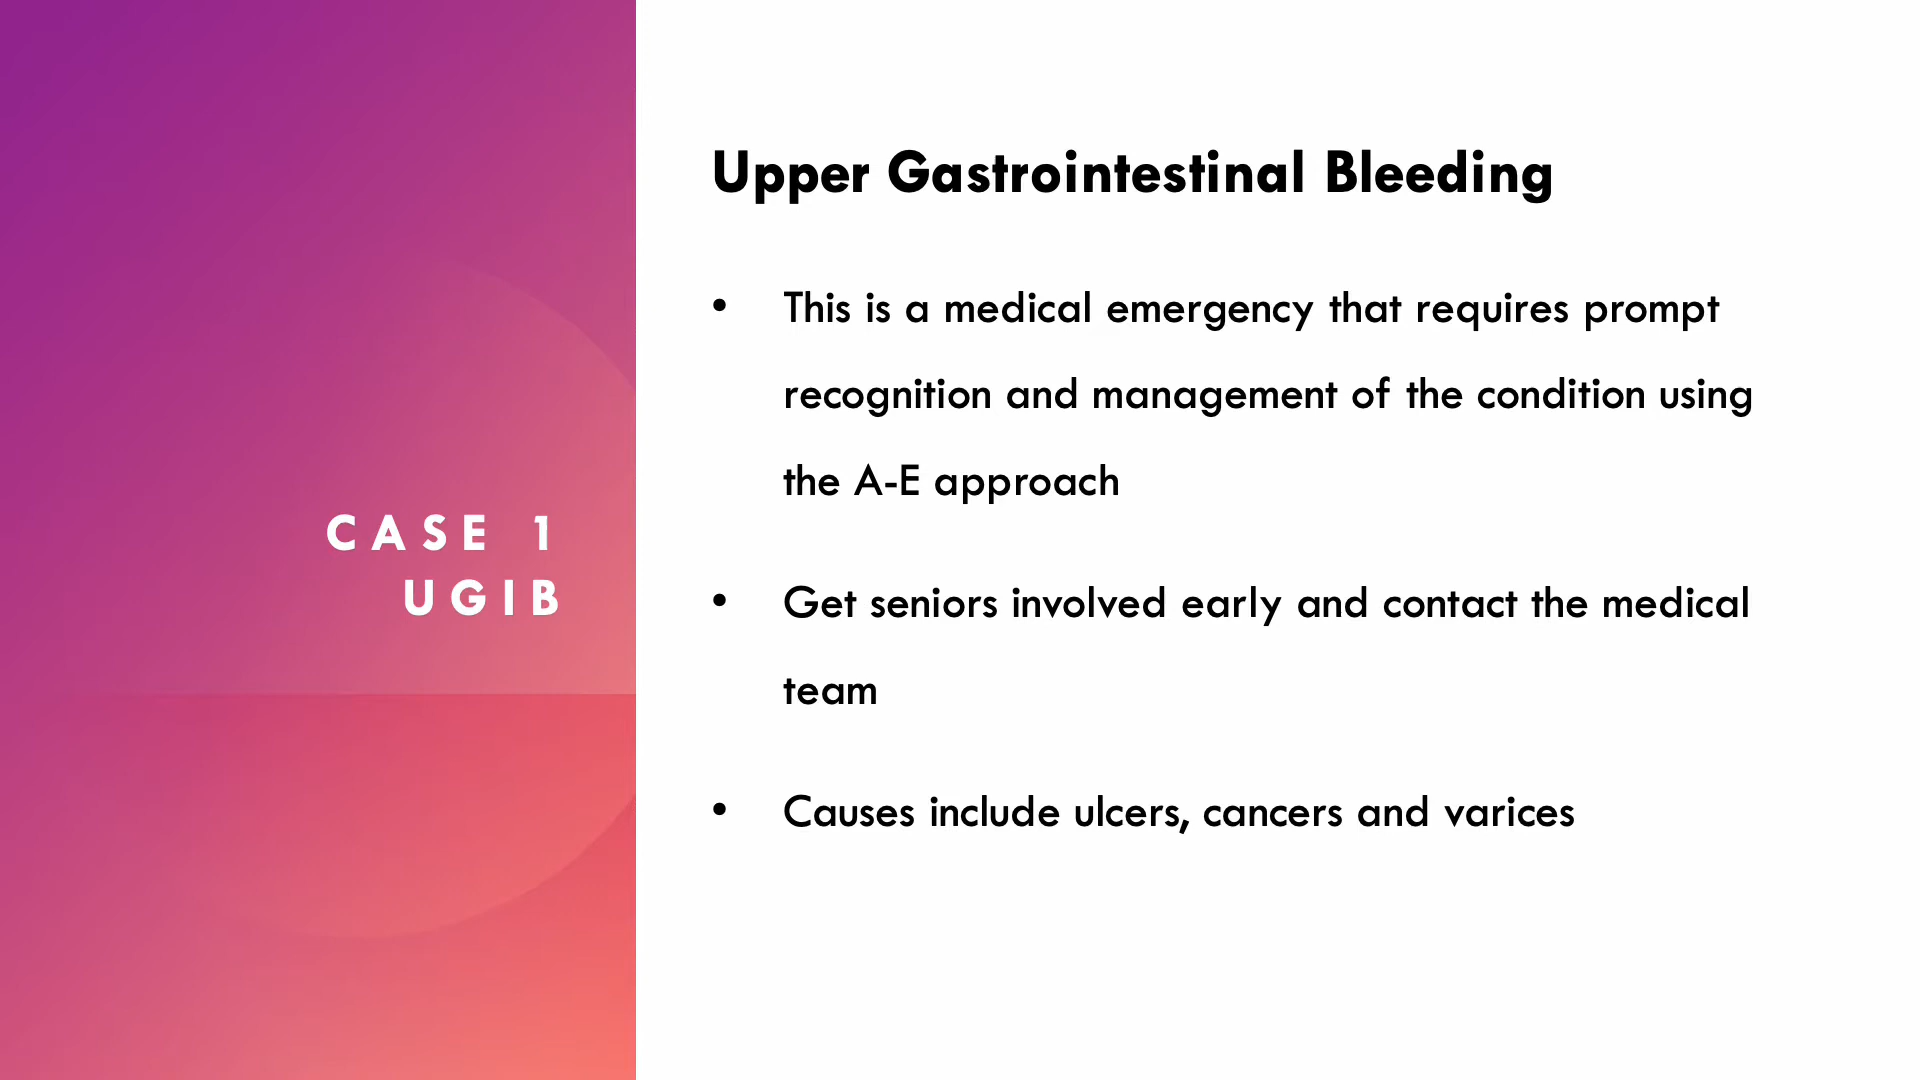 CASE 1
UGIB
Upper Gastrointestinal Bleeding
• This is a medical emergency that requires prompt
recognition and management of the condition using
the A-E approach
• Get seniors involved early and contact the medical
team
• Causes include ulcers, cancers and varices